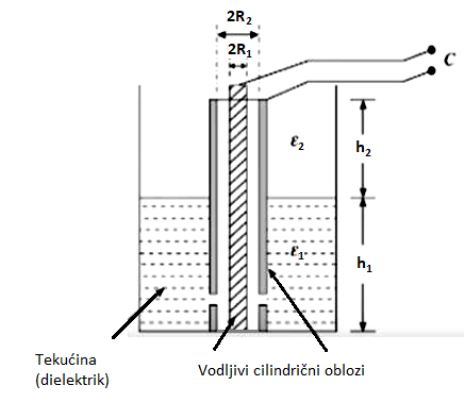 2R₂
2R₁
C
ε₂
h₂
ε₁
h₁
Tekućina
(dielektrik)
Vodljivi cilindrični oblozi